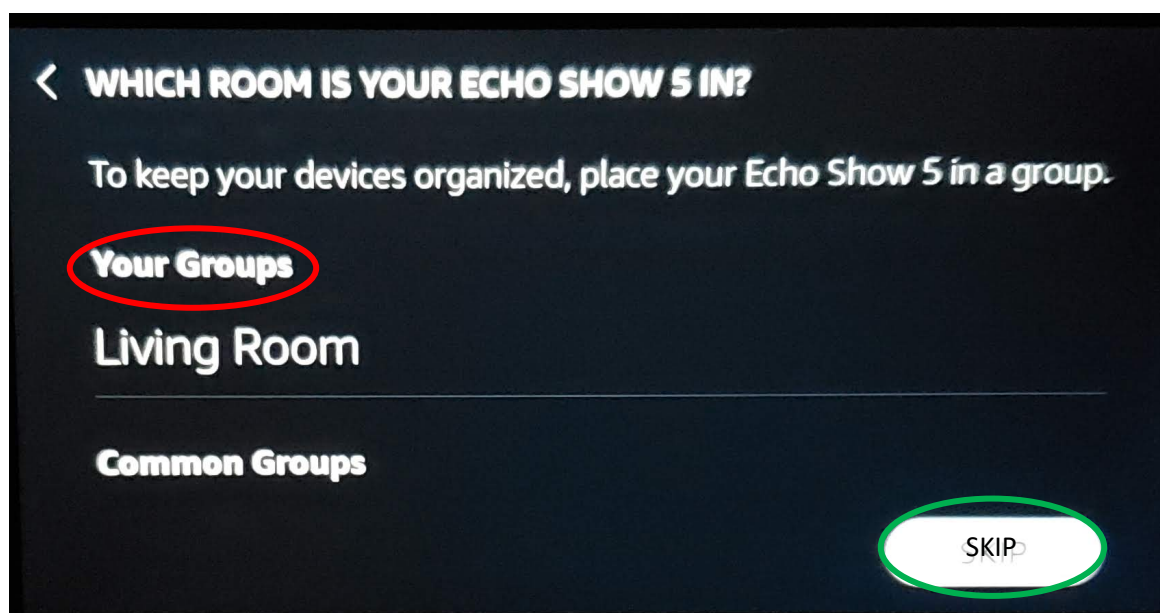 WHICH ROOM IS YOUR ECHO SHOW 5 IN?
To keep your devices organized, place your Echo Show 5 in a group.
Your Groups
Living Room
Common Groups
SKIP